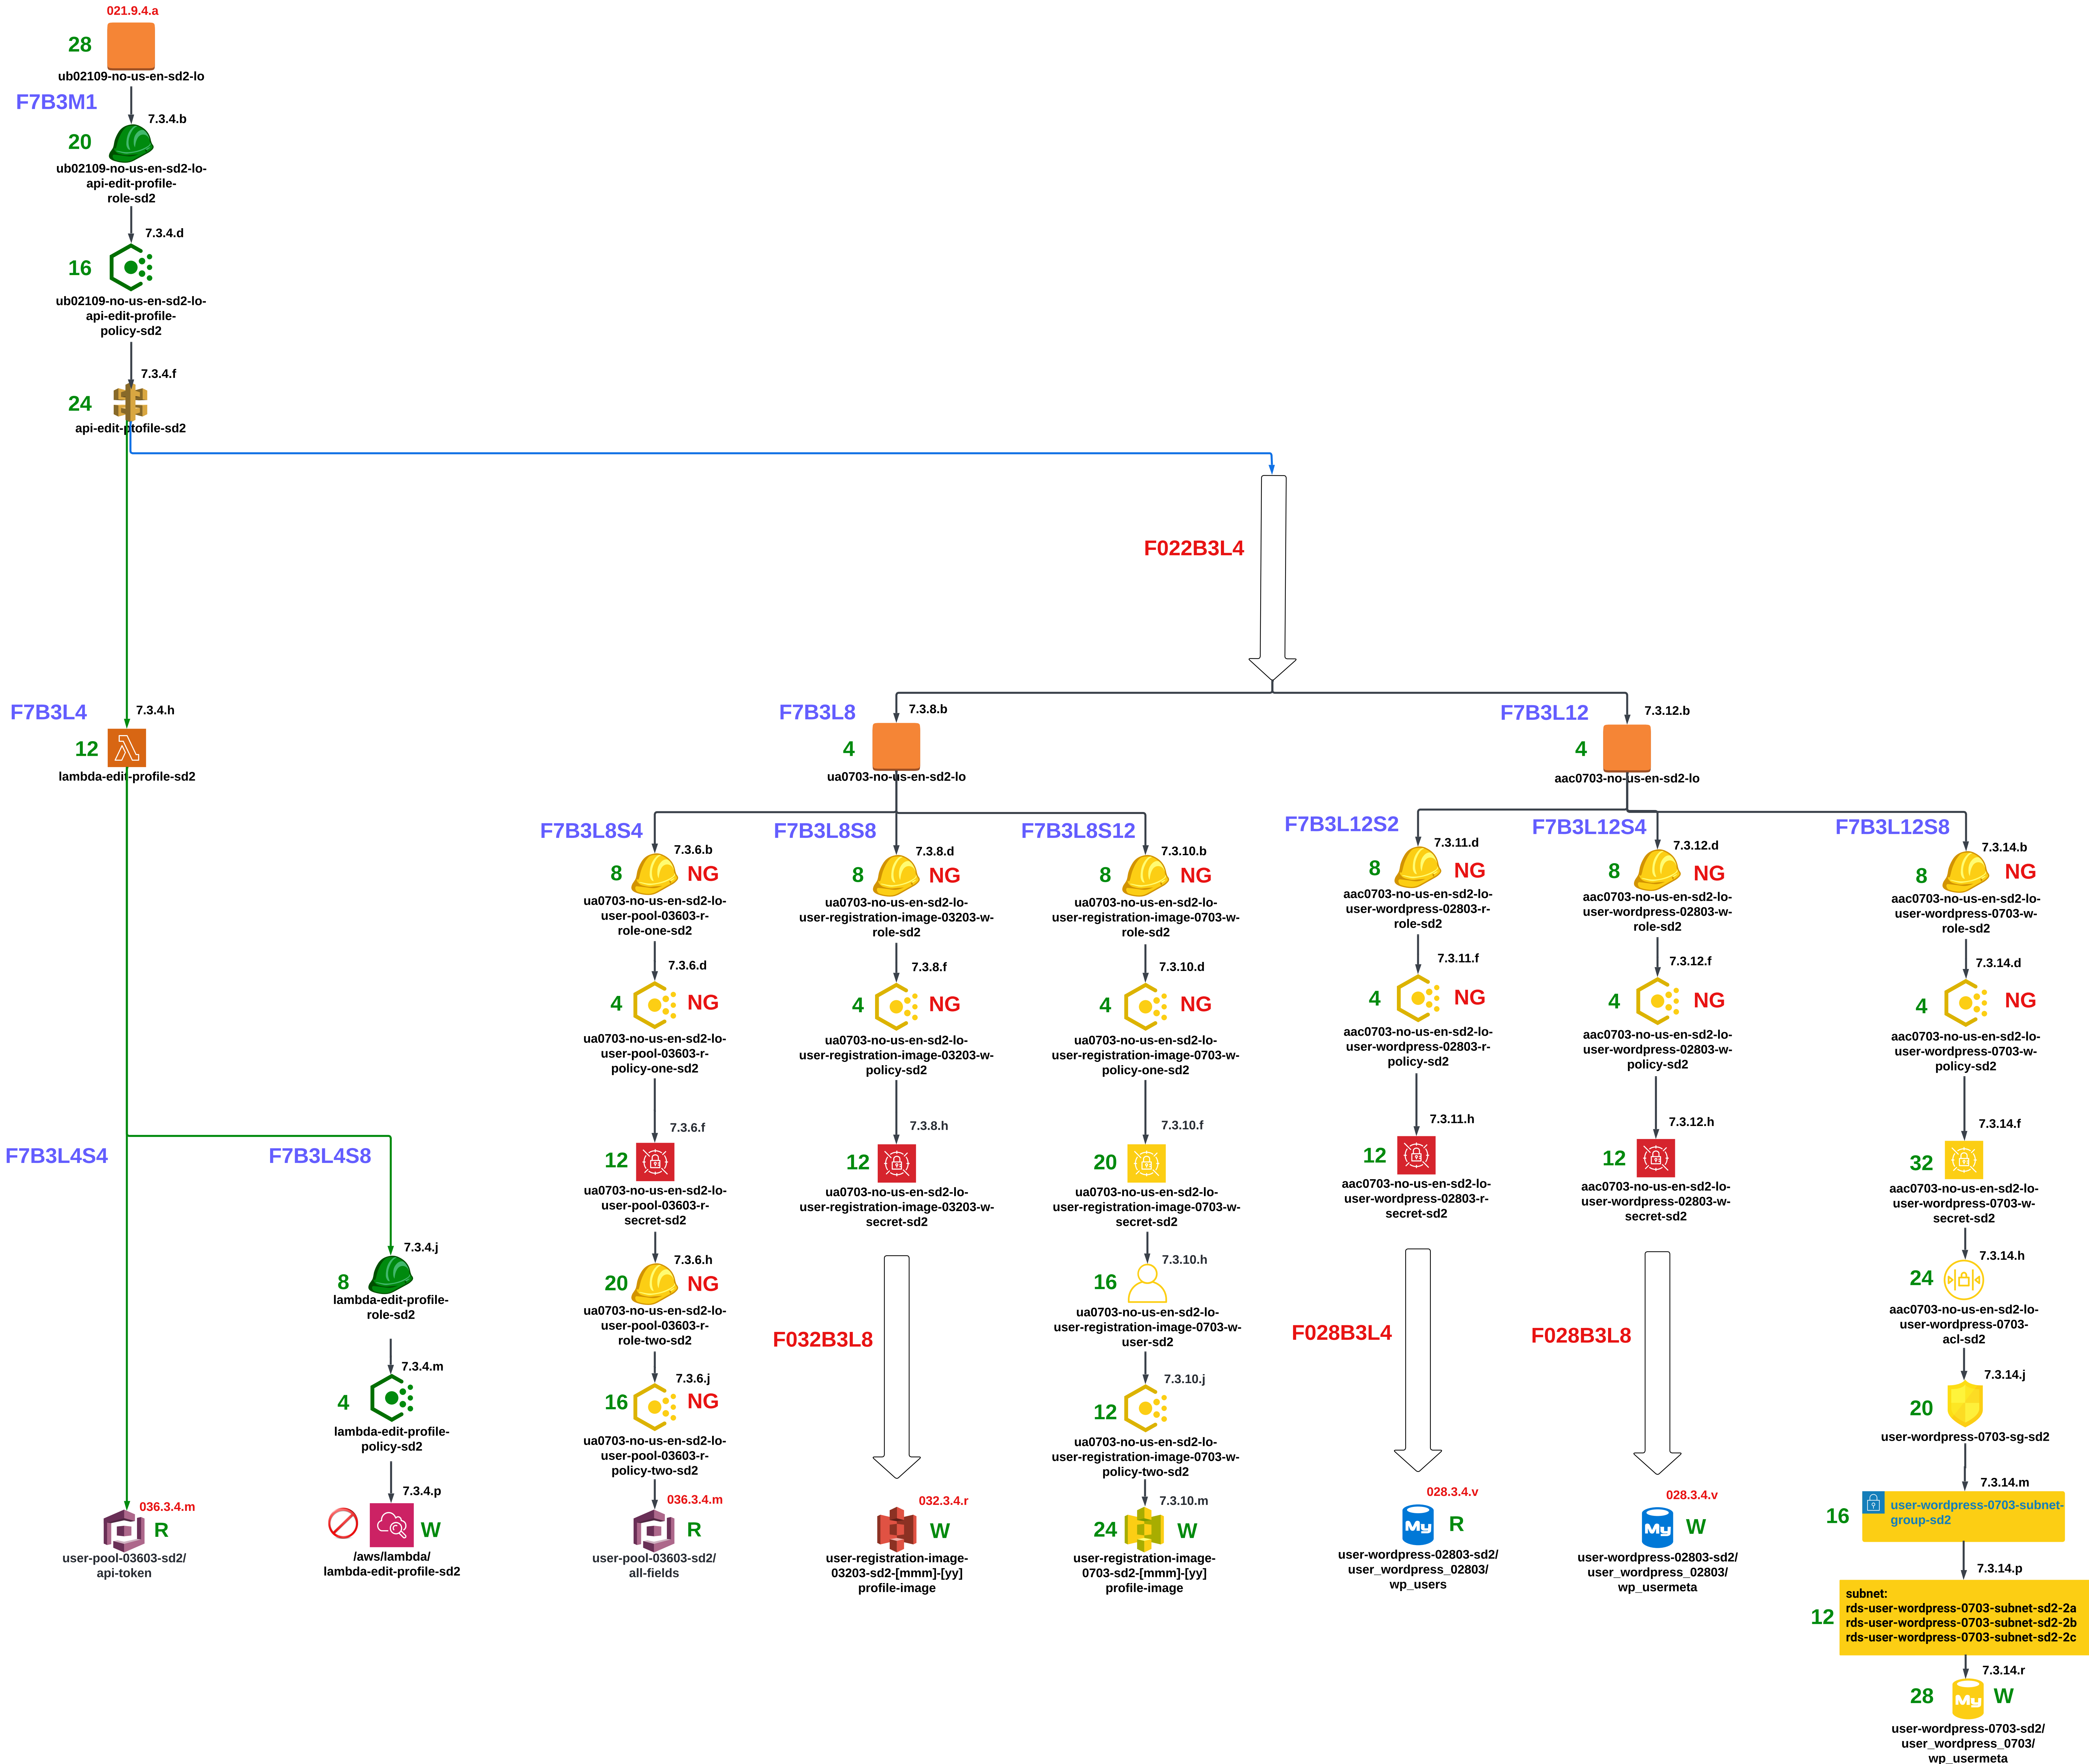 021.9.4.a
28
ub02109-no-us-en-sd2-lo
F7B3M1
7.3.4.b
20
ub02109-no-us-en-sd2-lo-
api-edit-profile-
role-sd2
7.3.4.d
16
ub02109-no-us-en-sd2-lo-
api-edit-profile-
policy-sd2
7.3.4.f
24
api-edit-ptofile-sd2
F022B3L4
F7B3L4
7.3.4.h
12
lambda-edit-profile-sd2
F7B3L8
7.3.8.b
4
ua0703-no-us-en-sd2-lo
F7B3L12
7.3.12.b
4
aac0703-no-us-en-sd2-lo
F7B3L4S4
F7B3L4S8
7.3.4.j
8
lambda-edit-profile-
role-sd2
7.3.4.m
4
lambda-edit-profile-
policy-sd2
7.3.4.p
W
/aws/lambda/
lambda-edit-profile-sd2
036.3.4.m
R
user-pool-03603-sd2/
api-token
F7B3L8S4
7.3.6.b
8
NG
ua0703-no-us-en-sd2-lo-
user-pool-03603-r-
role-one-sd2
7.3.6.d
4
NG
ua0703-no-us-en-sd2-lo-
user-pool-03603-r-
policy-one-sd2
7.3.6.f
12
ua0703-no-us-en-sd2-lo-
user-pool-03603-r-
secret-sd2
7.3.6.h
20
NG
ua0703-no-us-en-sd2-lo-
user-pool-03603-r-
role-two-sd2
7.3.6.j
16
NG
ua0703-no-us-en-sd2-lo-
user-pool-03603-r-
policy-two-sd2
036.3.4.m
R
user-pool-03603-sd2/
all-fields
F7B3L8S8
7.3.8.d
8
NG
ua0703-no-us-en-sd2-lo-
user-registration-image-03203-w-
role-sd2
7.3.8.f
4
NG
ua0703-no-us-en-sd2-lo-
user-registration-image-03203-w-
policy-sd2
7.3.8.h
12
ua0703-no-us-en-sd2-lo-
user-registration-image-03203-w-
secret-sd2
F032B3L8
032.3.4.r
W
user-registration-image-
03203-sd2-[mmm]-[yy]
profile-image
F7B3L8S12
7.3.10.b
8
NG
ua0703-no-us-en-sd2-lo-
user-registration-image-0703-w-
role-sd2
7.3.10.d
4
NG
ua0703-no-us-en-sd2-lo-
user-registration-image-0703-w-
policy-one-sd2
7.3.10.f
20
ua0703-no-us-en-sd2-lo-
user-registration-image-0703-w-
secret-sd2
7.3.10.h
16
ua0703-no-us-en-sd2-lo-
user-registration-image-0703-w-
user-sd2
7.3.10.j
12
ua0703-no-us-en-sd2-lo-
user-registration-image-0703-w-
policy-two-sd2
7.3.10.m
24
W
user-registration-image-
0703-sd2-[mmm]-[yy]
profile-image
F7B3L12S2
7.3.11.d
8
NG
aac0703-no-us-en-sd2-lo-
user-wordpress-02803-r-
role-sd2
7.3.11.f
4
NG
aac0703-no-us-en-sd2-lo-
user-wordpress-02803-r-
policy-sd2
7.3.11.h
12
aac0703-no-us-en-sd2-lo-
user-wordpress-02803-r-
secret-sd2
F028B3L4
028.3.4.v
My
R
user-wordpress-02803-sd2/
user_wordpress_02803/
wp_users
F7B3L12S4
7.3.12.d
8
NG
aac0703-no-us-en-sd2-lo-
user-wordpress-02803-w-
role-sd2
7.3.12.f
4
NG
aac0703-no-us-en-sd2-lo-
user-wordpress-02803-w-
policy-sd2
7.3.12.h
12
aac0703-no-us-en-sd2-lo-
user-wordpress-02803-w-
secret-sd2
F028B3L8
028.3.4.v
My
W
user-wordpress-02803-sd2/
user_wordpress_02803/
wp_usermeta
F7B3L12S8
7.3.14.b
8
NG
aac0703-no-us-en-sd2-lo-
user-wordpress-0703-w-
role-sd2
7.3.14.d
4
NG
aac0703-no-us-en-sd2-lo-
user-wordpress-0703-w-
policy-sd2
7.3.14.f
32
aac0703-no-us-en-sd2-lo-
user-wordpress-0703-w-
secret-sd2
7.3.14.h
24
aac0703-no-us-en-sd2-lo-
user-wordpress-0703-
acl-sd2
7.3.14.j
20
user-wordpress-0703-sg-sd2
7.3.14.m
16
user-wordpress-0703-subnet-
group-sd2
7.3.14.p
12
subnet:
rds-user-wordpress-0703-subnet-sd2-2a
rds-user-wordpress-0703-subnet-sd2-2b
rds-user-wordpress-0703-subnet-sd2-2c
7.3.14.r
28
My
W
user-wordpress-0703-sd2/
user_wordpress_0703/
wp_usermeta